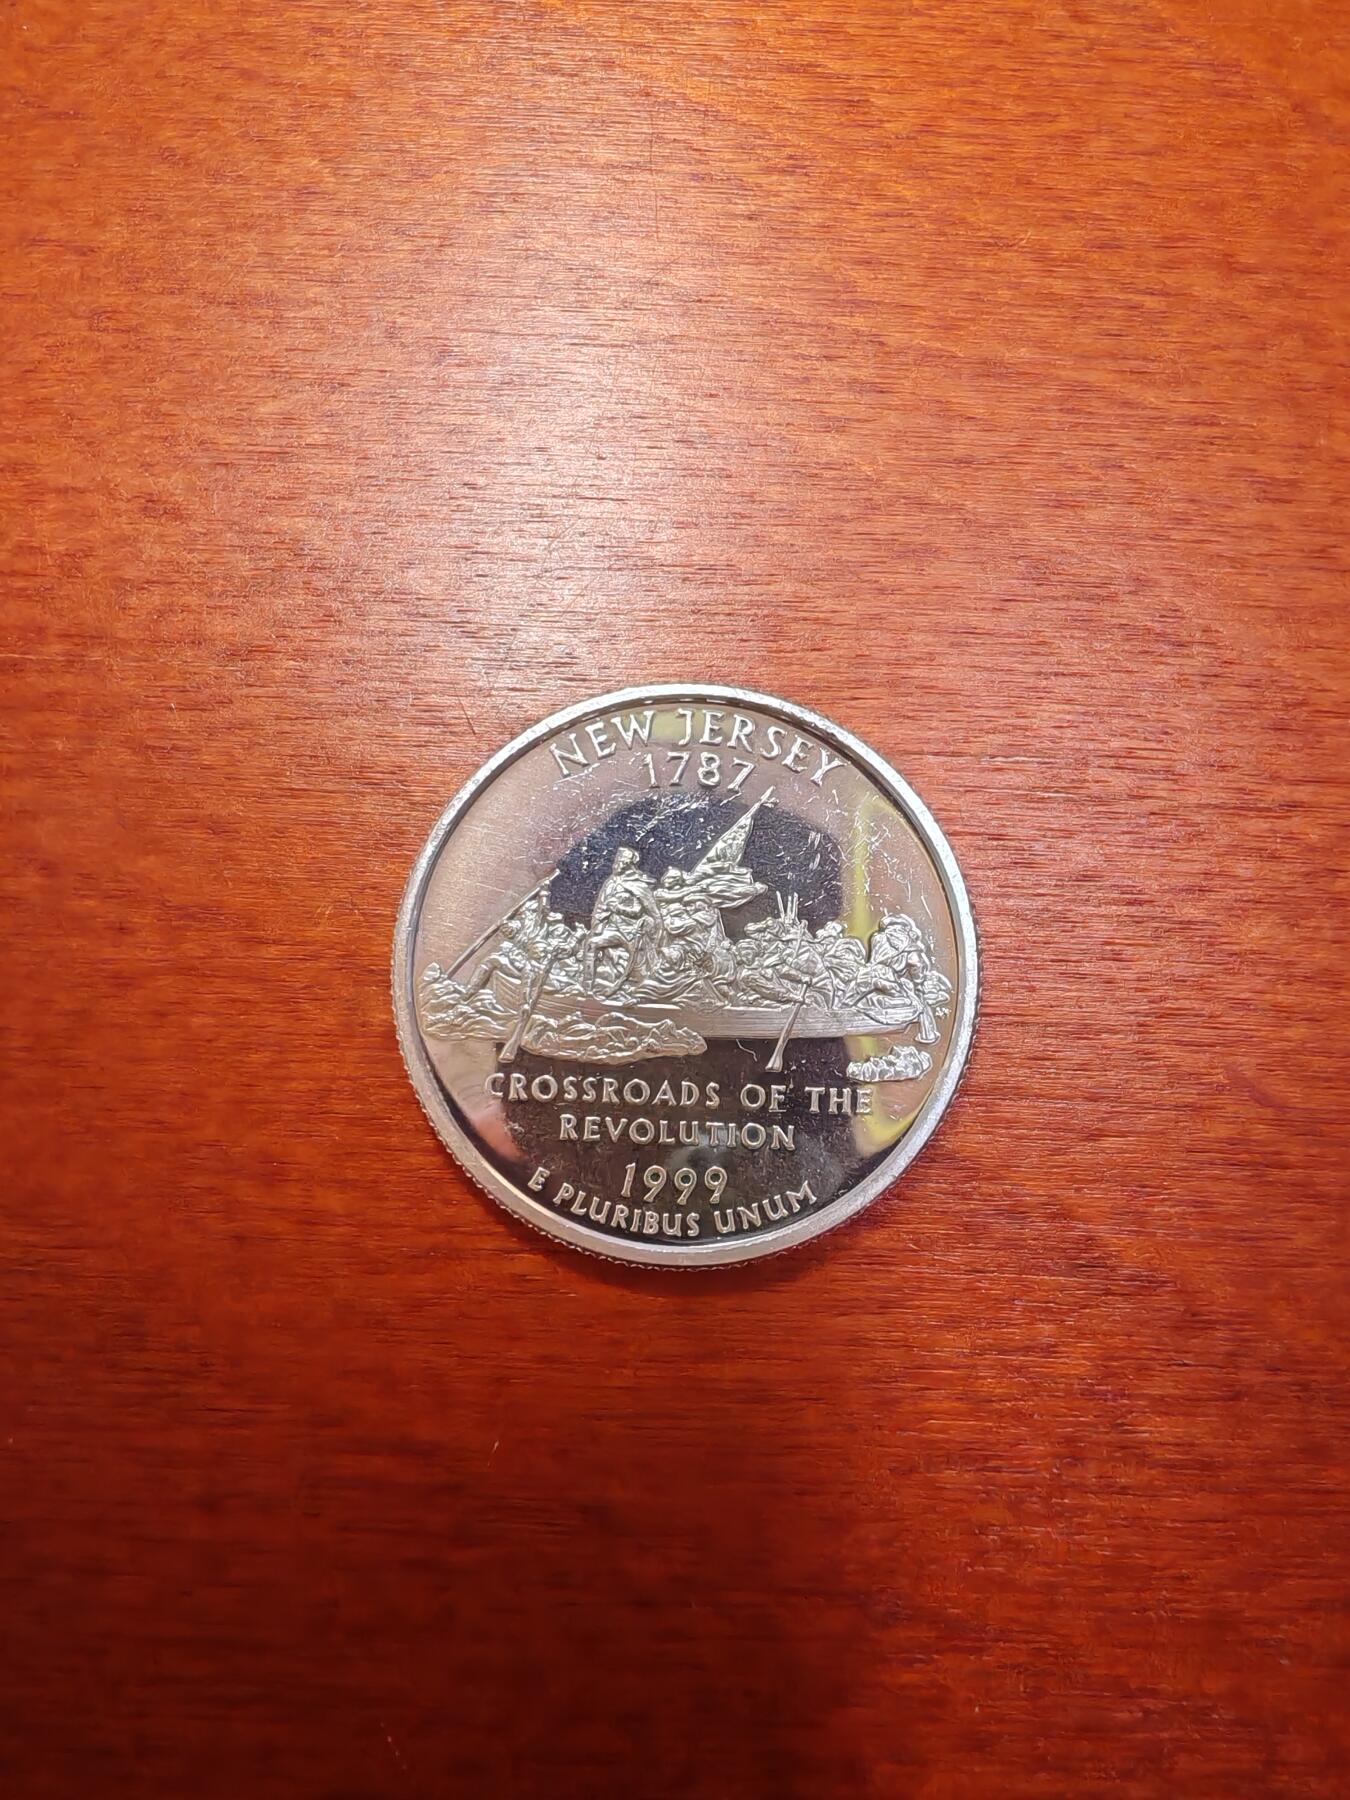 NEW JERSEY
1787
CROSSROADS OF THE
REVOLUTION
1999
E PLURIBUS UNUM